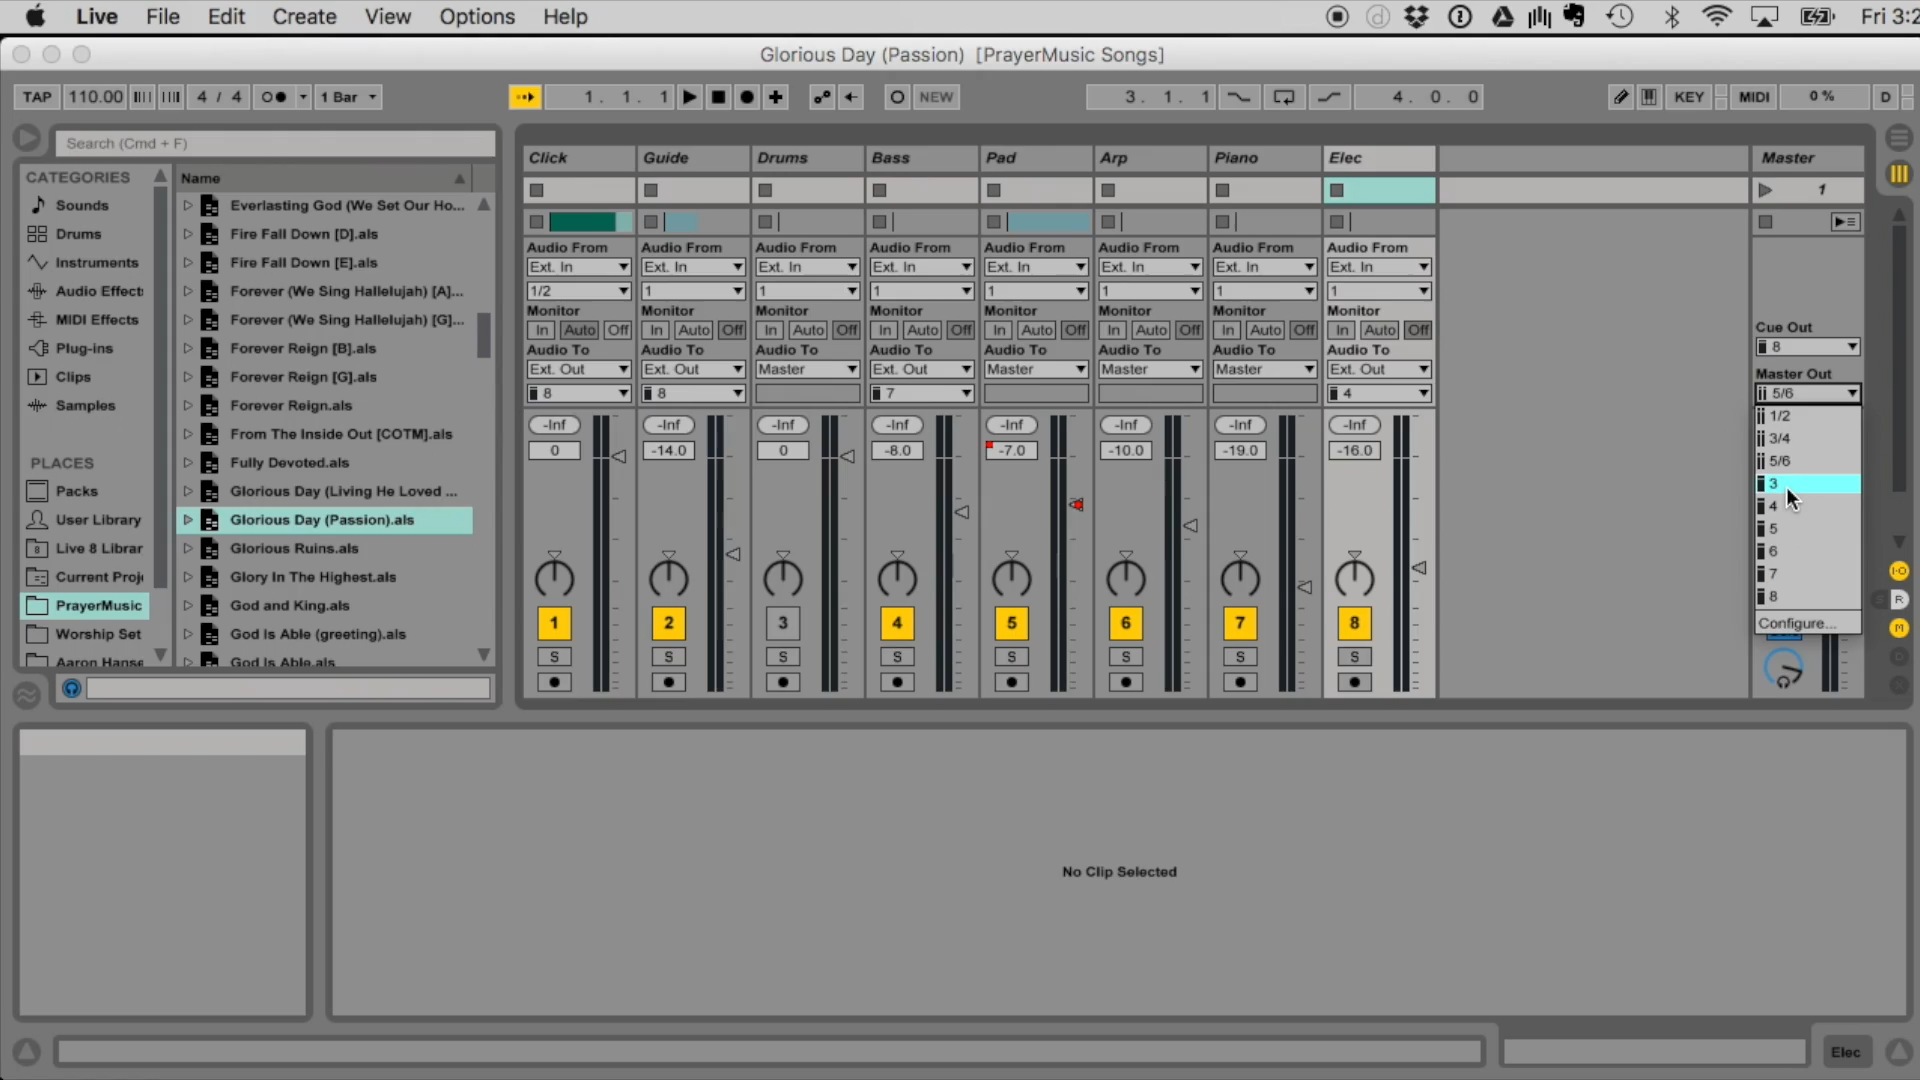 Live File Edit Create View Options Help Fri 3:2
Glorious Day (Passion) [PrayerMusic Songs]
TAP 110.00 4 / 4 1 Bar 1. 1. 1 NEW 3. 1. 1 4. 0. 0 KEY MIDI 0 % D
Search (Cmd + F)
CATEGORIES
Sounds
Drums
Instruments
Audio Effect
MIDI Effects
Plug-ins
Clips
Samples
PLACES
Packs
User Library
Live 8 Librar
Current Proj
PrayerMusic
Worship Set
Aaron Hanse
Name
Everlasting God (We Set Our Ho...
Fire Fall Down [D].als
Fire Fall Down [E].als
Forever (We Sing Hallelujah) [A]...
Forever (We Sing Hallelujah) [G]...
Forever Reign [B].als
Forever Reign [G].als
Forever Reign.als
From The Inside Out [COTM].als
Fully Devoted.als
Glorious Day (Living He Loved ...
Glorious Day (Passion).als
Glorious Ruins.als
Glory In The Highest.als
God and King.als
God Is Able (greeting).als
God Is Able.als
Click Guide Drums Bass Pad Arp Piano Elec Master
1
Audio From Audio From Audio From Audio From Audio From Audio From Audio From Audio From
Ext. In Ext. In Ext. In Ext. In Ext. In Ext. In Ext. In Ext. In
1/2 1 1 1 1 1 1 1
Monitor Monitor Monitor Monitor Monitor Monitor Monitor Monitor
In Auto Off In Auto Off In Auto Off In Auto Off In Auto Off In Auto Off In Auto Off In Auto Off
Audio To Audio To Audio To Audio To Audio To Audio To Audio To Audio To
Ext. Out Ext. Out Master Ext. Out Master Master Master Ext. Out
8 8 7 4
-Inf -Inf -Inf -Inf -Inf -Inf -Inf -Inf
0 -14.0 0 -8.0 -7.0 -10.0 -19.0 -16.0
1 2 3 4 5 6 7 8
S S S S S S S S
Cue Out
8
Master Out
5/6
1/2
3/4
5/6
3
4
5
6
7
8
Configure...
I·O
R
M
No Clip Selected
Elec